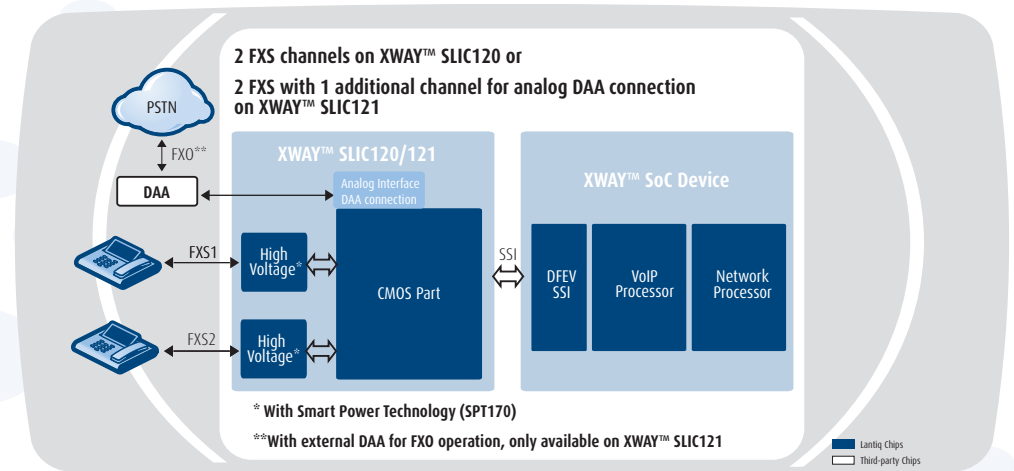 2 FXS channels on XWAY™ SLIC120 or
2 FXS with 1 additional channel for analog DAA connection
on XWAY™ SLIC121
PSTN
FXO**
DAA
XWAY™ SLIC120/121
Analog Interface
DAA connection
FXS1
High
Voltage*
CMOS Part
FXS2
High
Voltage*
SSI
XWAY™ SoC Device
DFEV
SSI
VoIP
Processor
Network
Processor
* With Smart Power Technology (SPT170)
**With external DAA for FXO operation, only available on XWAY™ SLIC121
Lantiq Chips
Third-party Chips